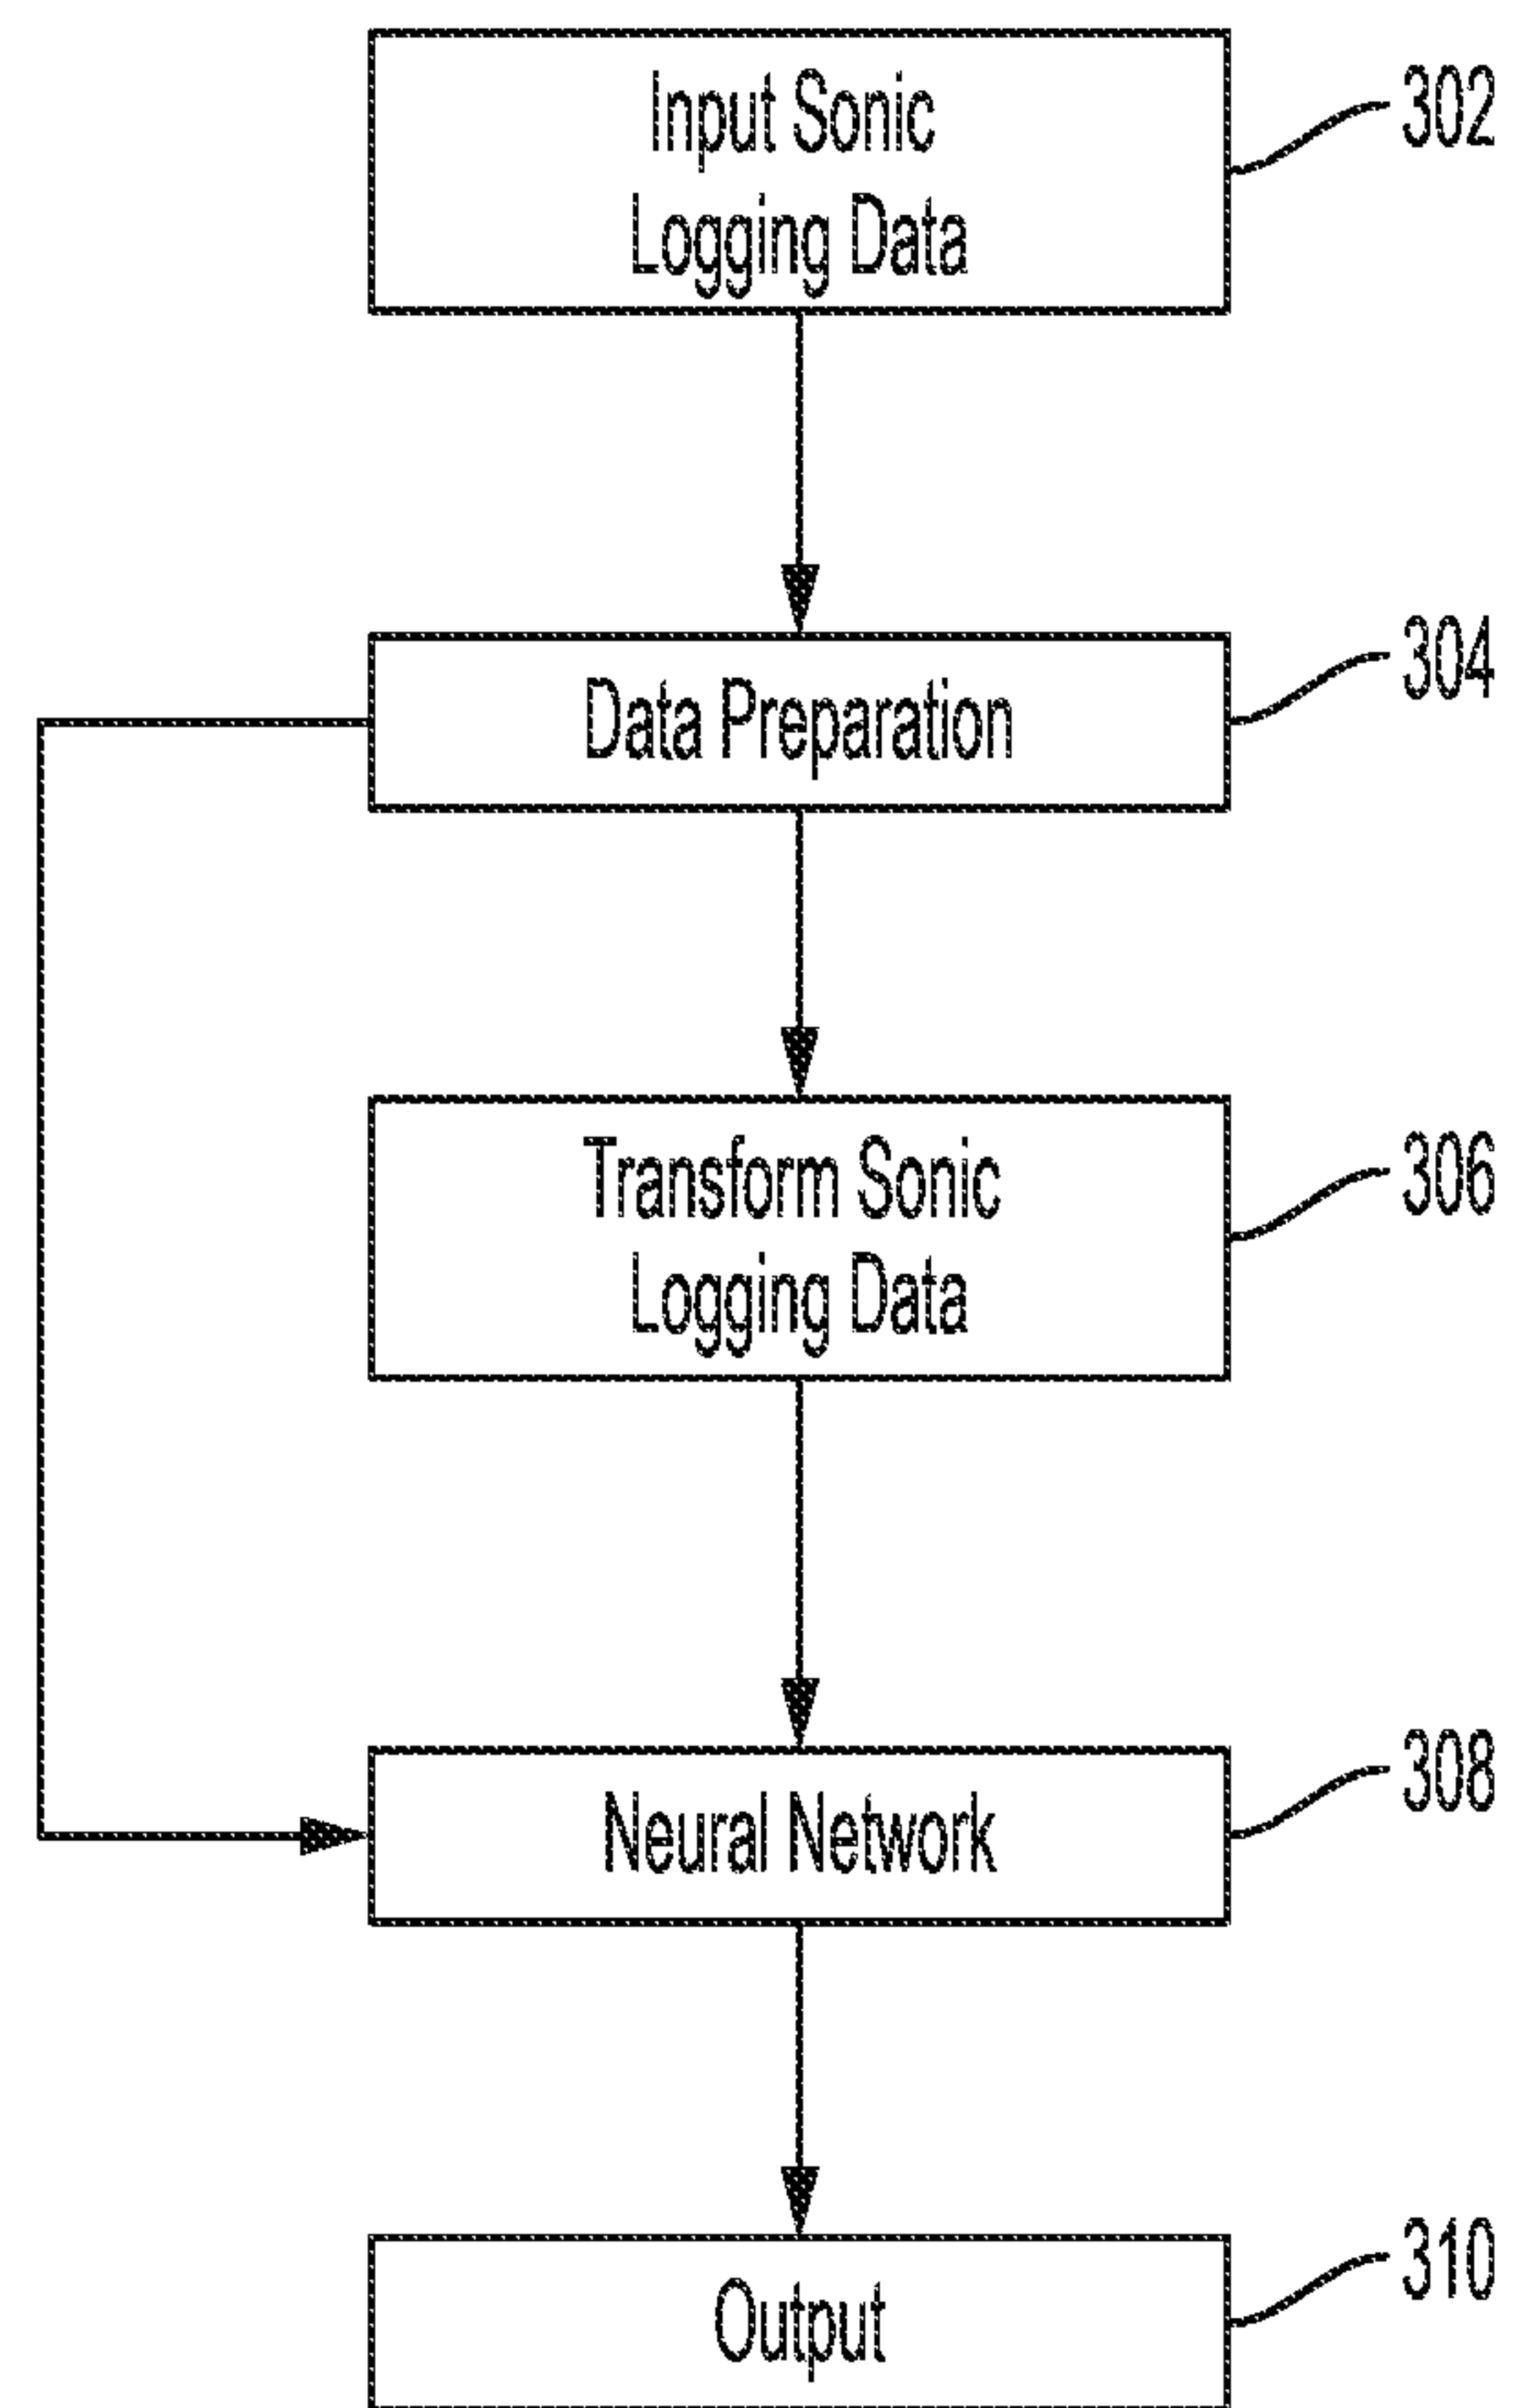 Input Sonic
Logging Data
302
Data Preparation
304
Transform Sonic
Logging Data
306
Neural Network
308
Output
310